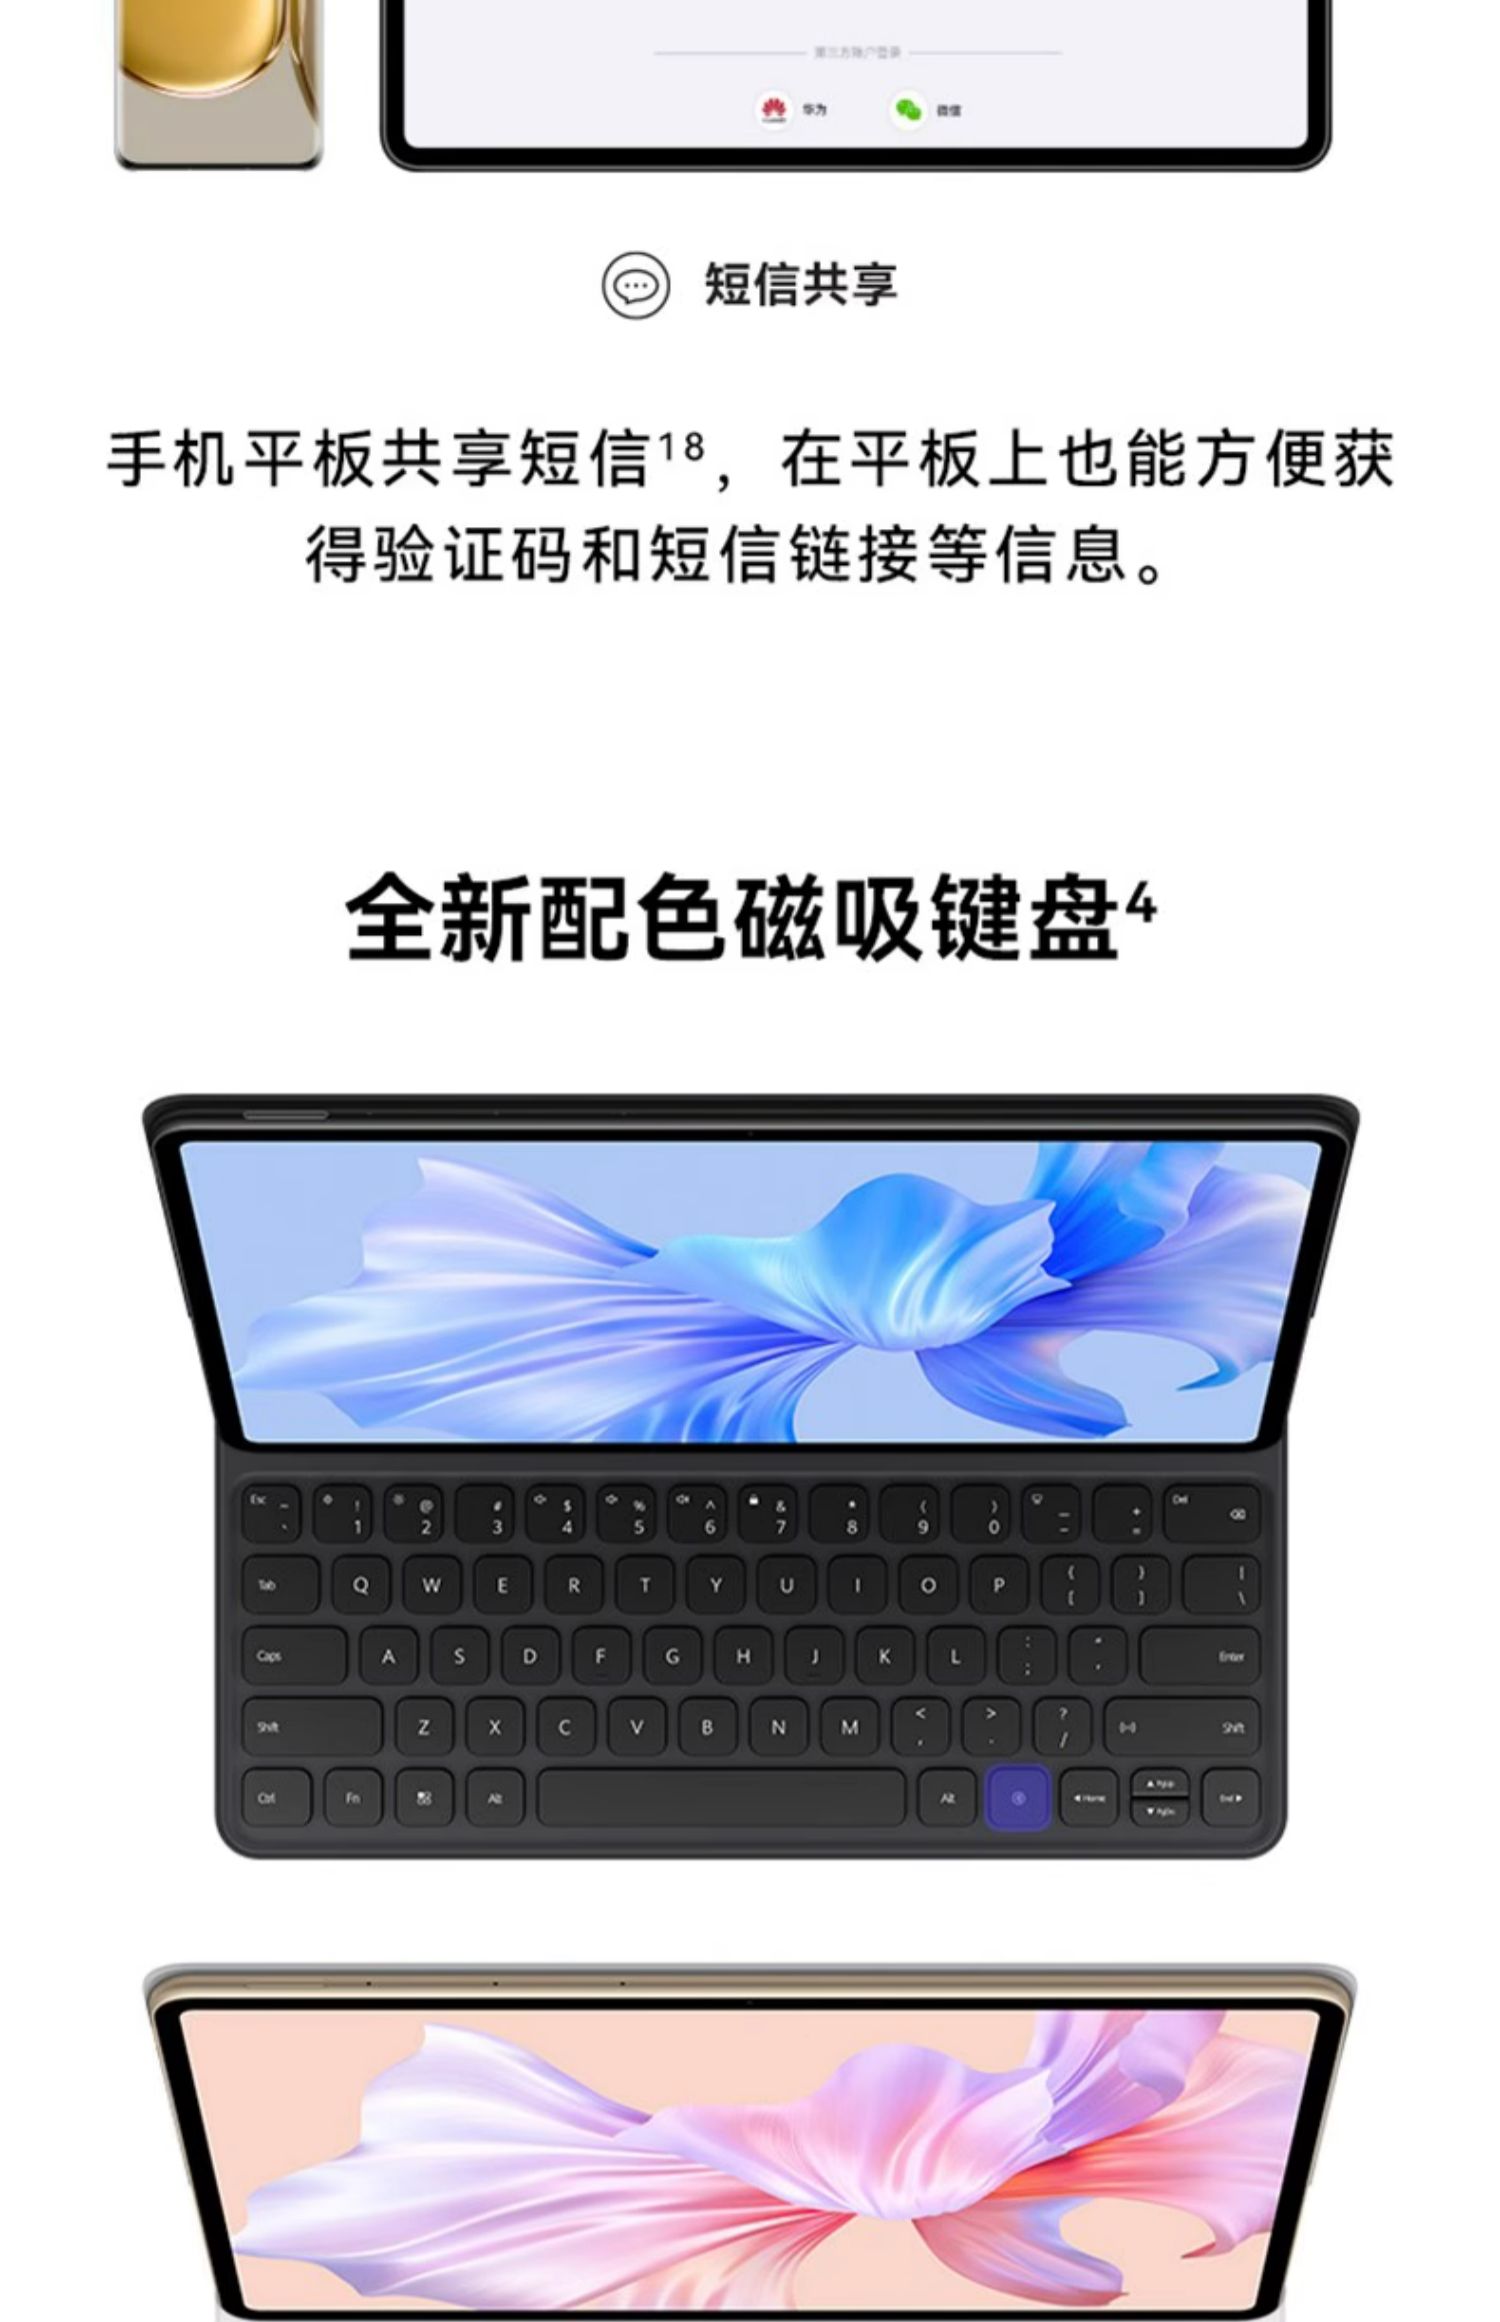 第三方账户登录
华为 微信
短信共享
手机平板共享短信18，在平板上也能方便获
得验证码和短信链接等信息。
全新配色磁吸键盘4
Esc ~ ` ! 1 @ 2 # 3 $ 4 % 5 ^ 6 & 7 * 8 ( 9 ) 0 _ - + = Del
Tab Q W E R T Y U I O P { [ } ] | \
Caps A S D F G H J K L : ; " ' Enter
Shift Z X C V B N M < , > . ? / Shift
Ctrl Fn Alt Alt Home PgUp PgDn End